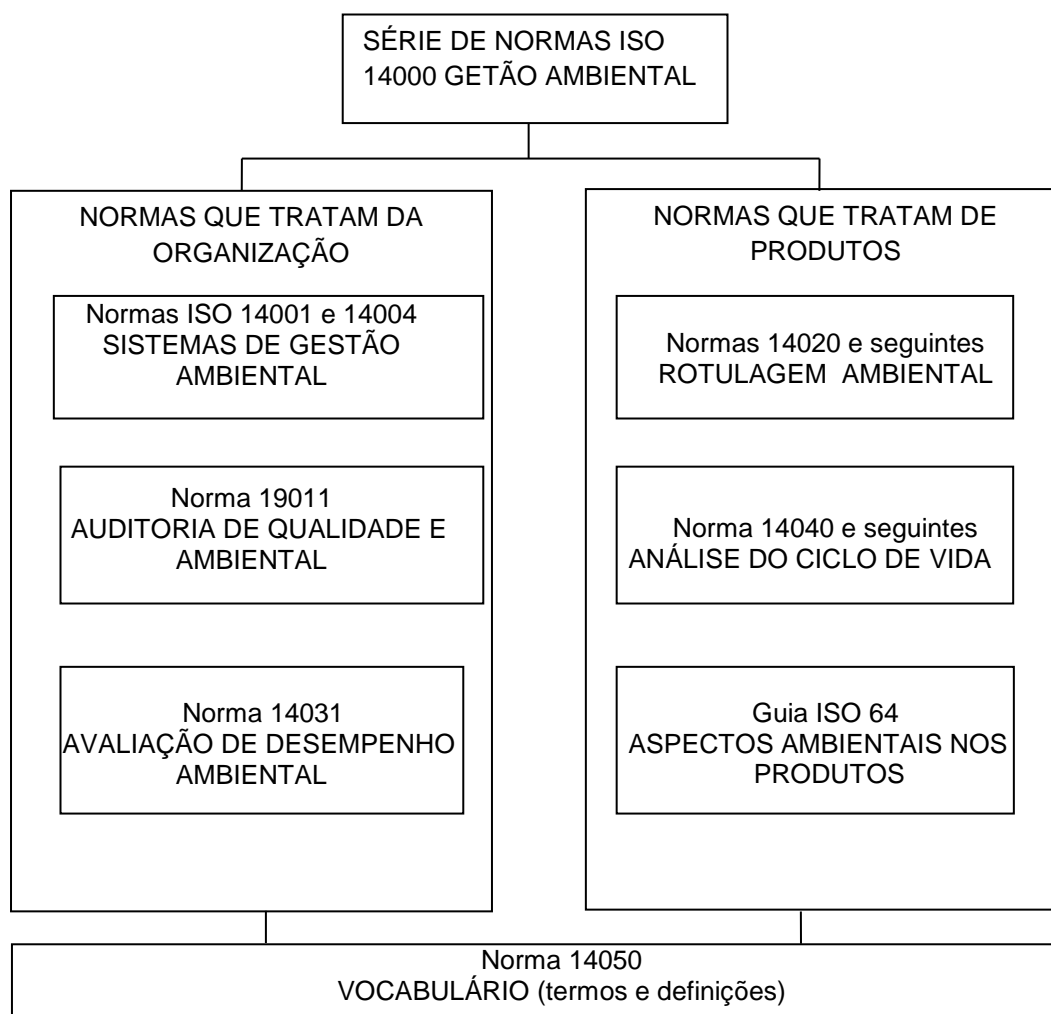 SÉRIE DE NORMAS ISO
14000 GETÃO AMBIENTAL
NORMAS QUE TRATAM DA
ORGANIZAÇÃO
Normas ISO 14001 e 14004
SISTEMAS DE GESTÃO
AMBIENTAL
Norma 19011
AUDITORIA DE QUALIDADE E
AMBIENTAL
Norma 14031
AVALIAÇÃO DE DESEMPENHO
AMBIENTAL
NORMAS QUE TRATAM DE
PRODUTOS
Normas 14020 e seguintes
ROTULAGEM AMBIENTAL
Norma 14040 e seguintes
ANÁLISE DO CICLO DE VIDA
Guia ISO 64
ASPECTOS AMBIENTAIS NOS
PRODUTOS
Norma 14050
VOCABULÁRIO (termos e definições)